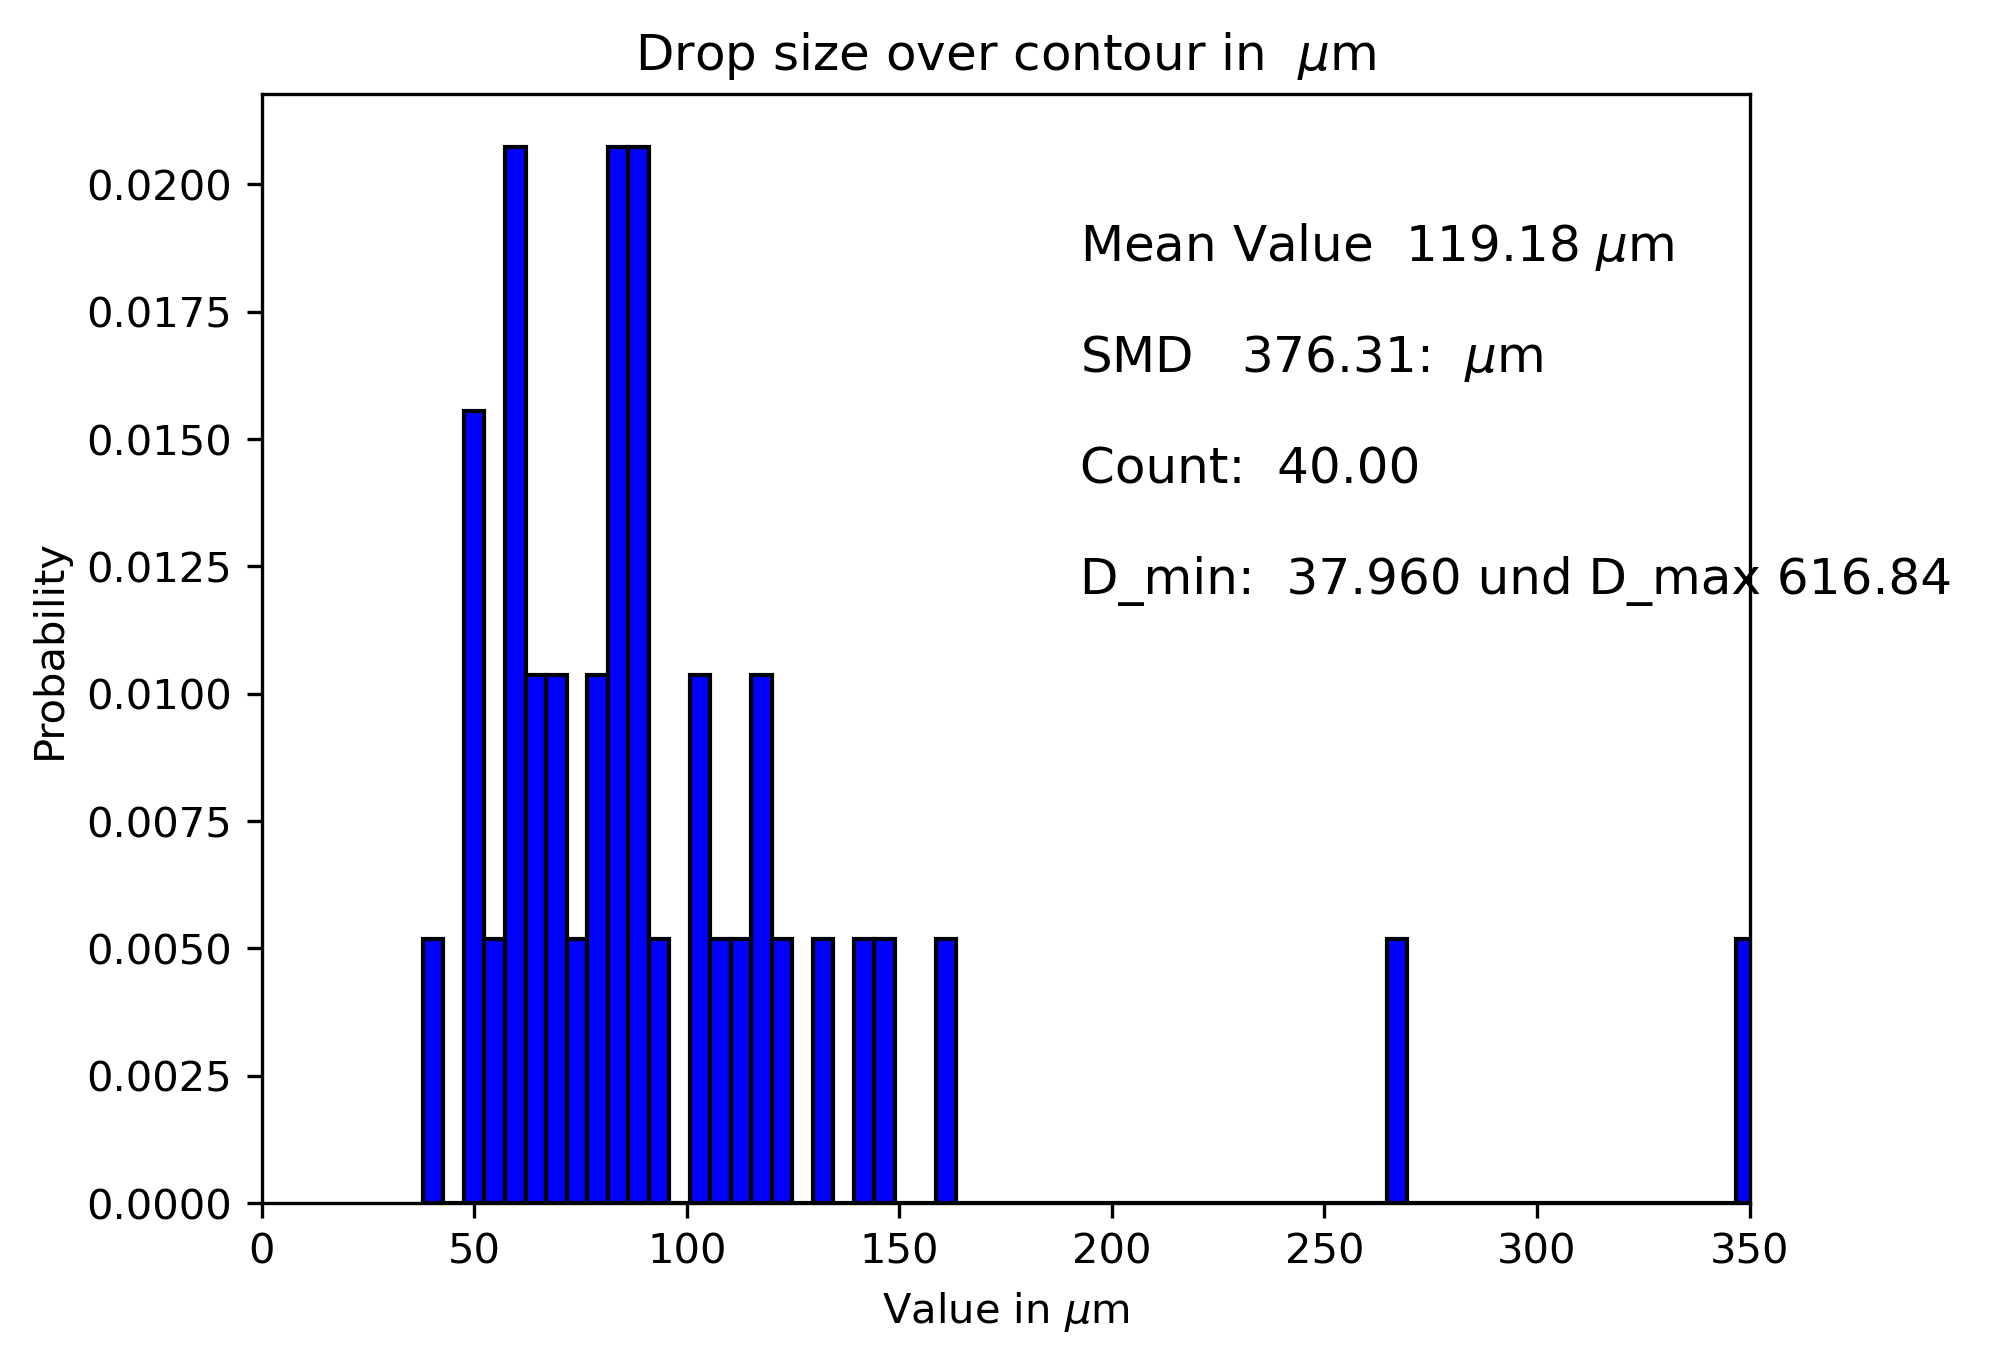 Drop size over contour in μm
0.0200
0.0175
0.0150
0.0125
0.0100
0.0075
0.0050
0.0025
0.0000
Probability
Mean Value 119.18 μm
SMD 376.31: μm
Count: 40.00
D_min: 37.960 und D_max 616.84
0 50 100 150 200 250 300 350
Value in μm